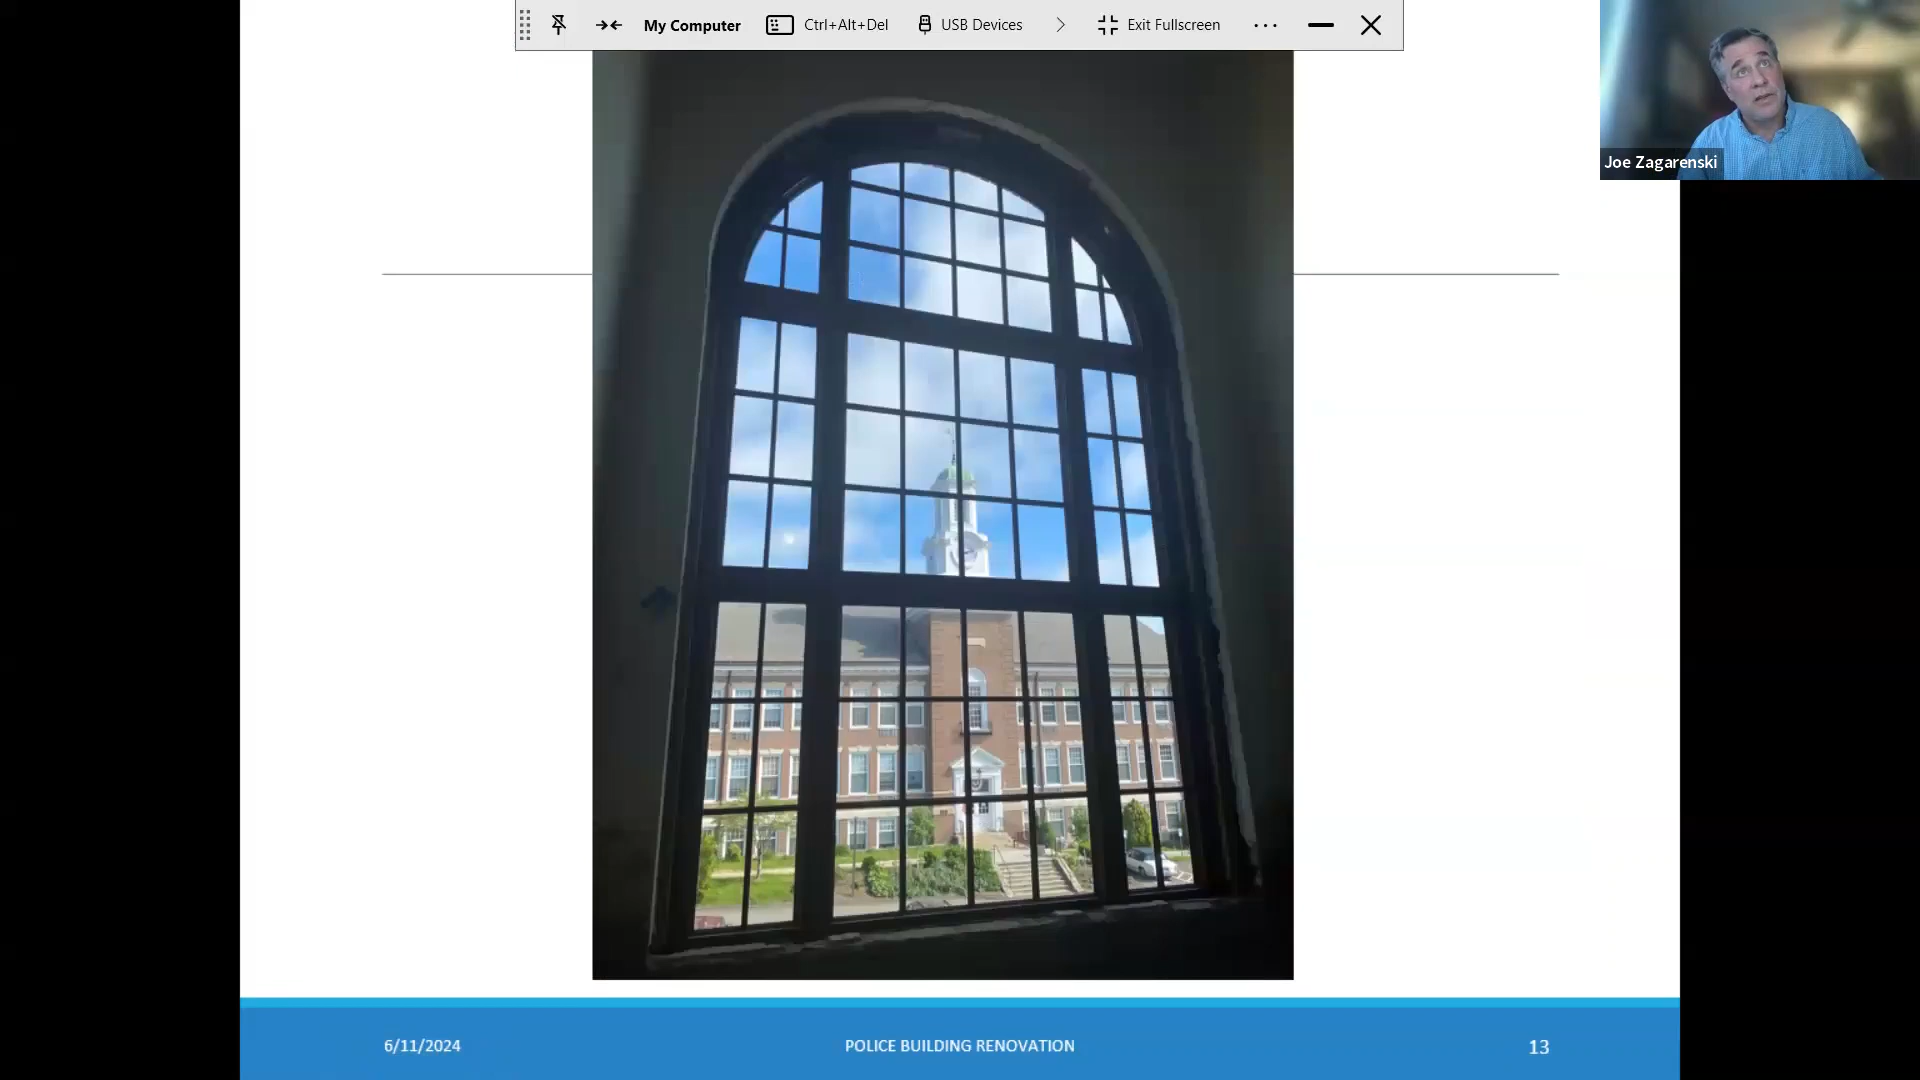 My Computer
Ctrl+Alt+Del
USB Devices
Exit Fullscreen
Joe Zagarenski
6/11/2024
POLICE BUILDING RENOVATION
13